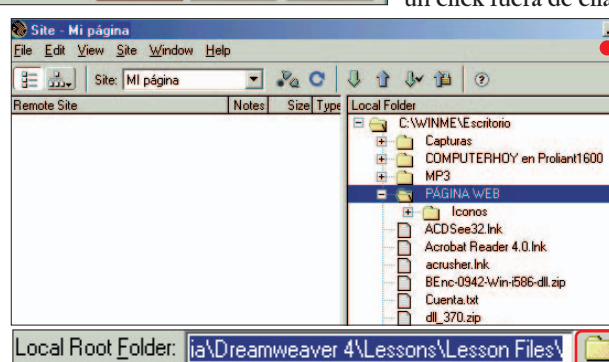 un click fuera de
Site - Mi página
File Edit View Site Window Help
Site: MI página
Remote Site Notes Size Type Local Folder
C:\WINME\Escritorio
Capturas
COMPUTERHOY en Proliant1600
MP3
PÁGINA WEB
Iconos
ACDSee32.lnk
Acrobat Reader 4.0.lnk
acrusher.lnk
BEnc-0942-Win-i586-dll.zip
Cuenta.txt
dll_370.zip
Local Root Folder: ia\Dreamweaver 4\Lessons\Lesson Files\